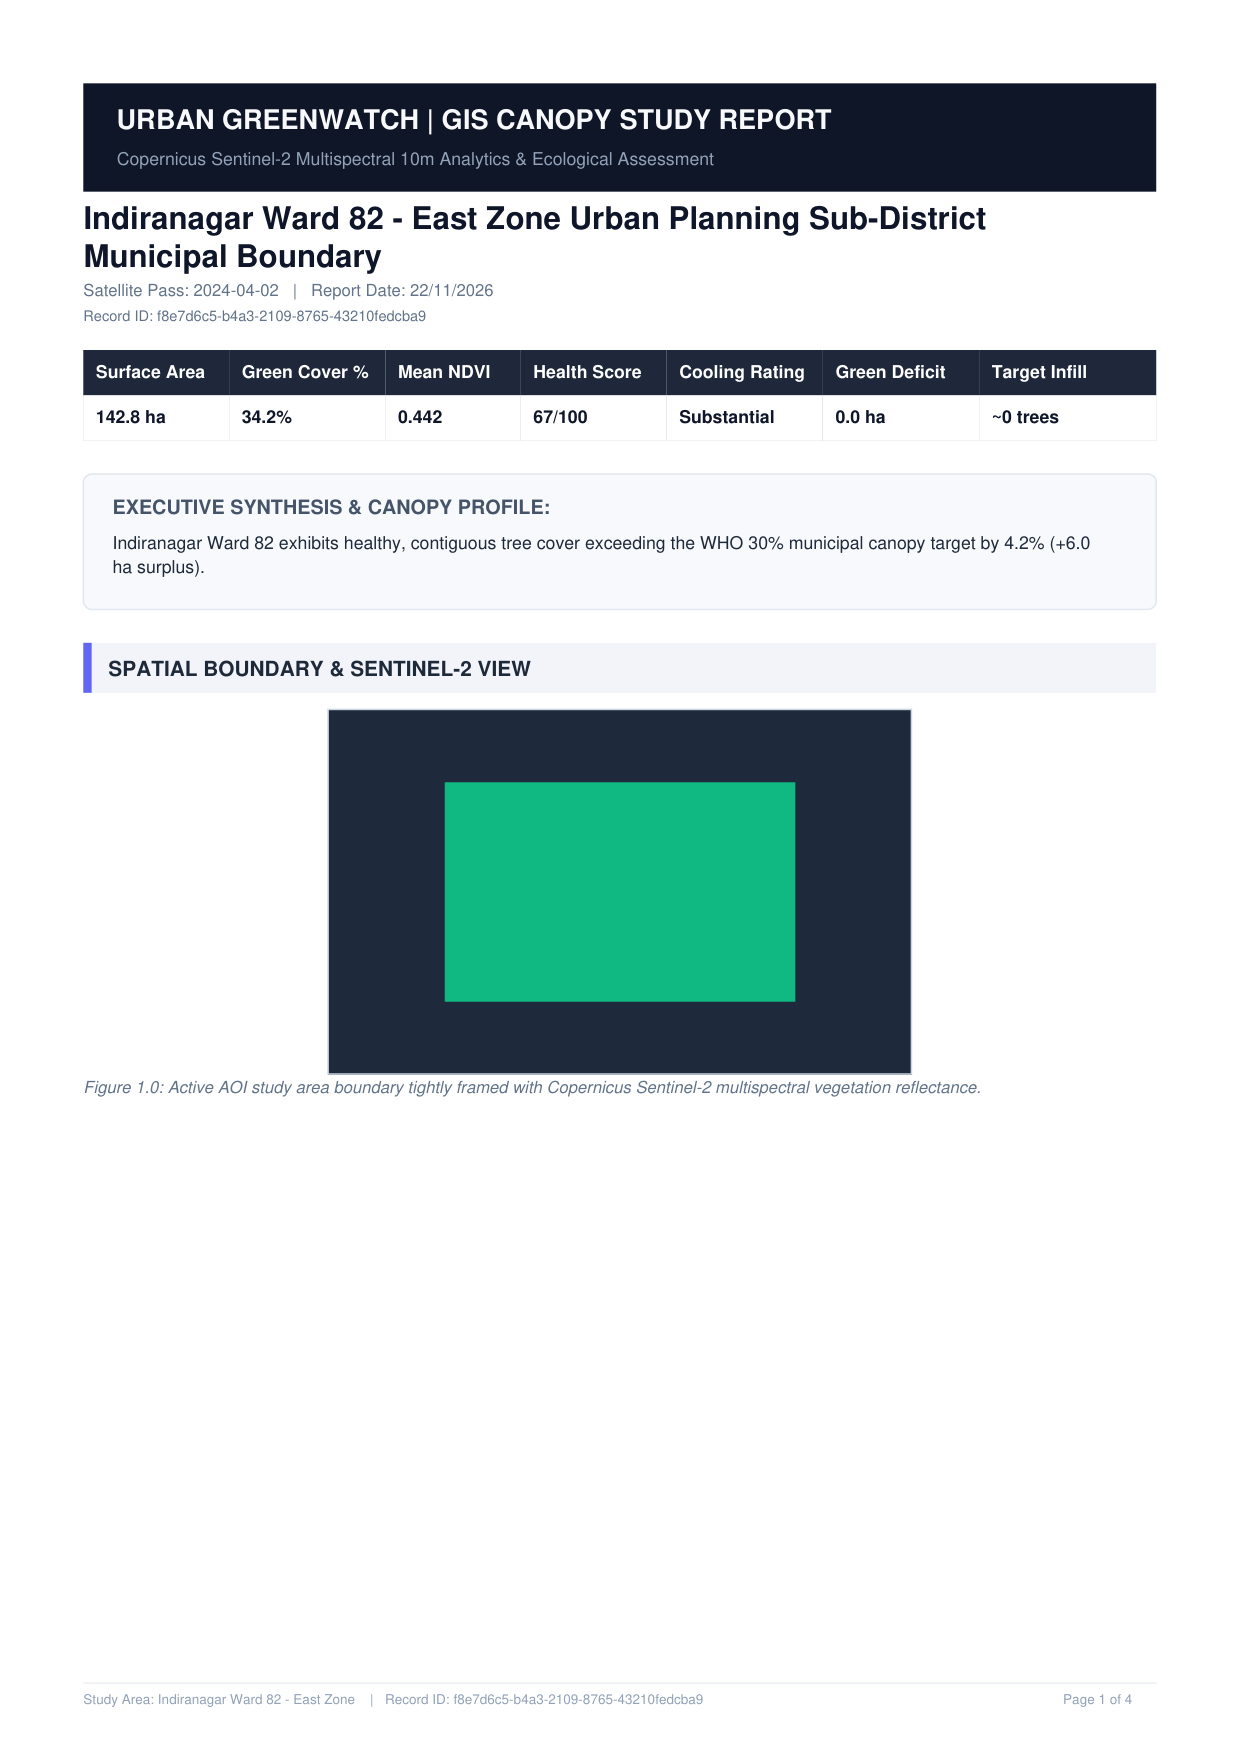 URBAN GREENWATCH | GIS CANOPY STUDY REPORT
Copernicus Sentinel-2 Multispectral 10m Analytics & Ecological Assessment
Indiranagar Ward 82 - East Zone Urban Planning Sub-District
Municipal Boundary
Satellite Pass: 2024-04-02 | Report Date: 22/11/2026
Record ID: f8e7d6c5-b4a3-2109-8765-43210fedcba9
Surface Area Green Cover % Mean NDVI Health Score Cooling Rating Green Deficit Target Infill
142.8 ha 34.2% 0.442 67/100 Substantial 0.0 ha ~0 trees
EXECUTIVE SYNTHESIS & CANOPY PROFILE:
Indiranagar Ward 82 exhibits healthy, contiguous tree cover exceeding the WHO 30% municipal canopy target by 4.2% (+6.0
ha surplus).
SPATIAL BOUNDARY & SENTINEL-2 VIEW
Figure 1.0: Active AOI study area boundary tightly framed with Copernicus Sentinel-2 multispectral vegetation reflectance.
Study Area: Indiranagar Ward 82 - East Zone | Record ID: f8e7d6c5-b4a3-2109-8765-43210fedcba9 Page 1 of 4